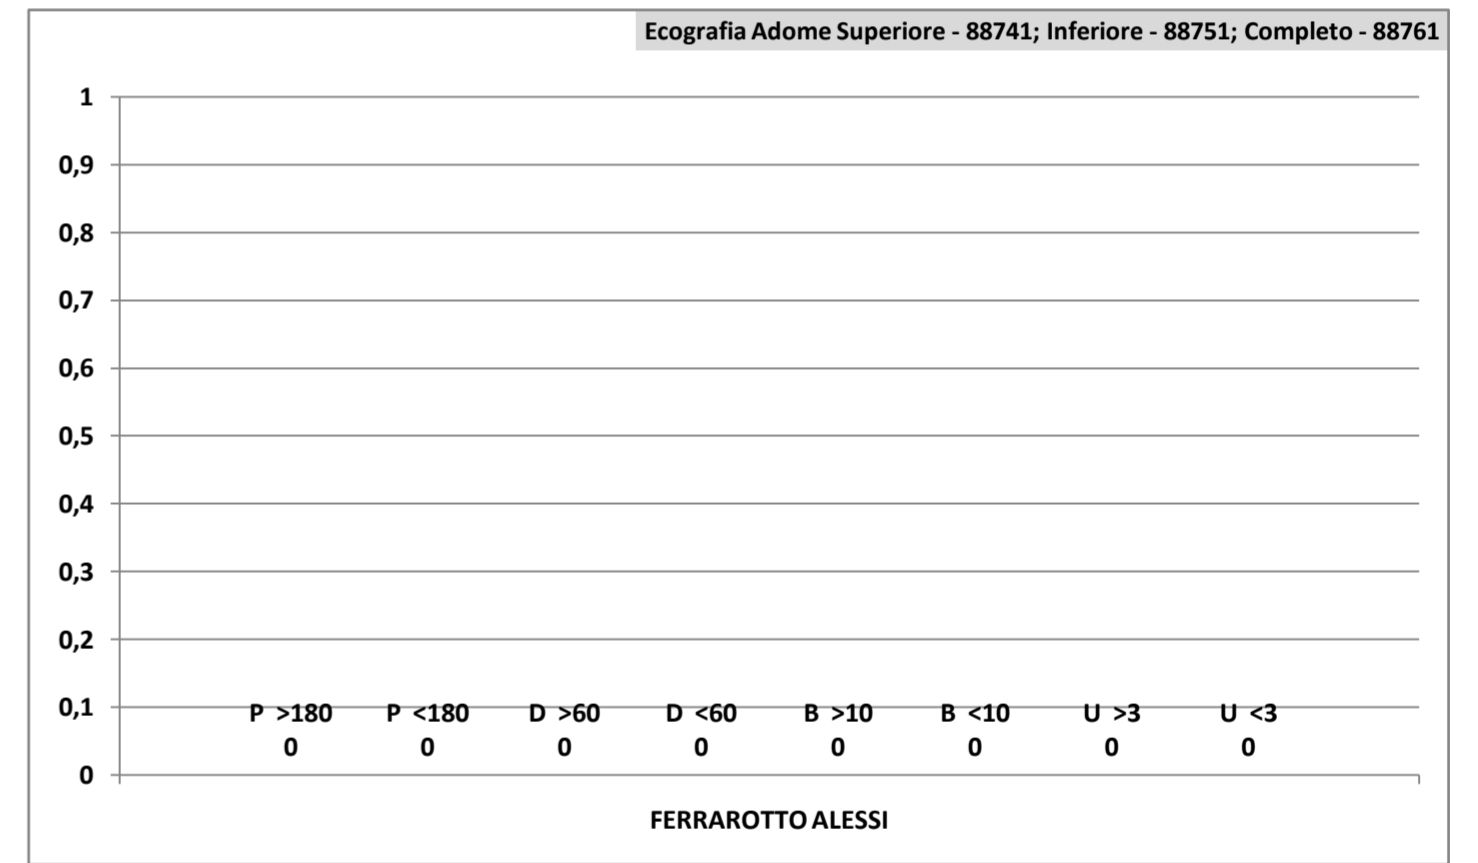 Ecografia Adome Superiore - 88741; Inferiore - 88751; Completo - 88761
1
0,9
0,8
0,7
0,6
0,5
0,4
0,3
0,2
0,1
0
P >180 P <180 D >60 D <60 B >10 B <10 U >3 U <3
0 0 0 0 0 0 0 0
FERRAROTTO ALESSI